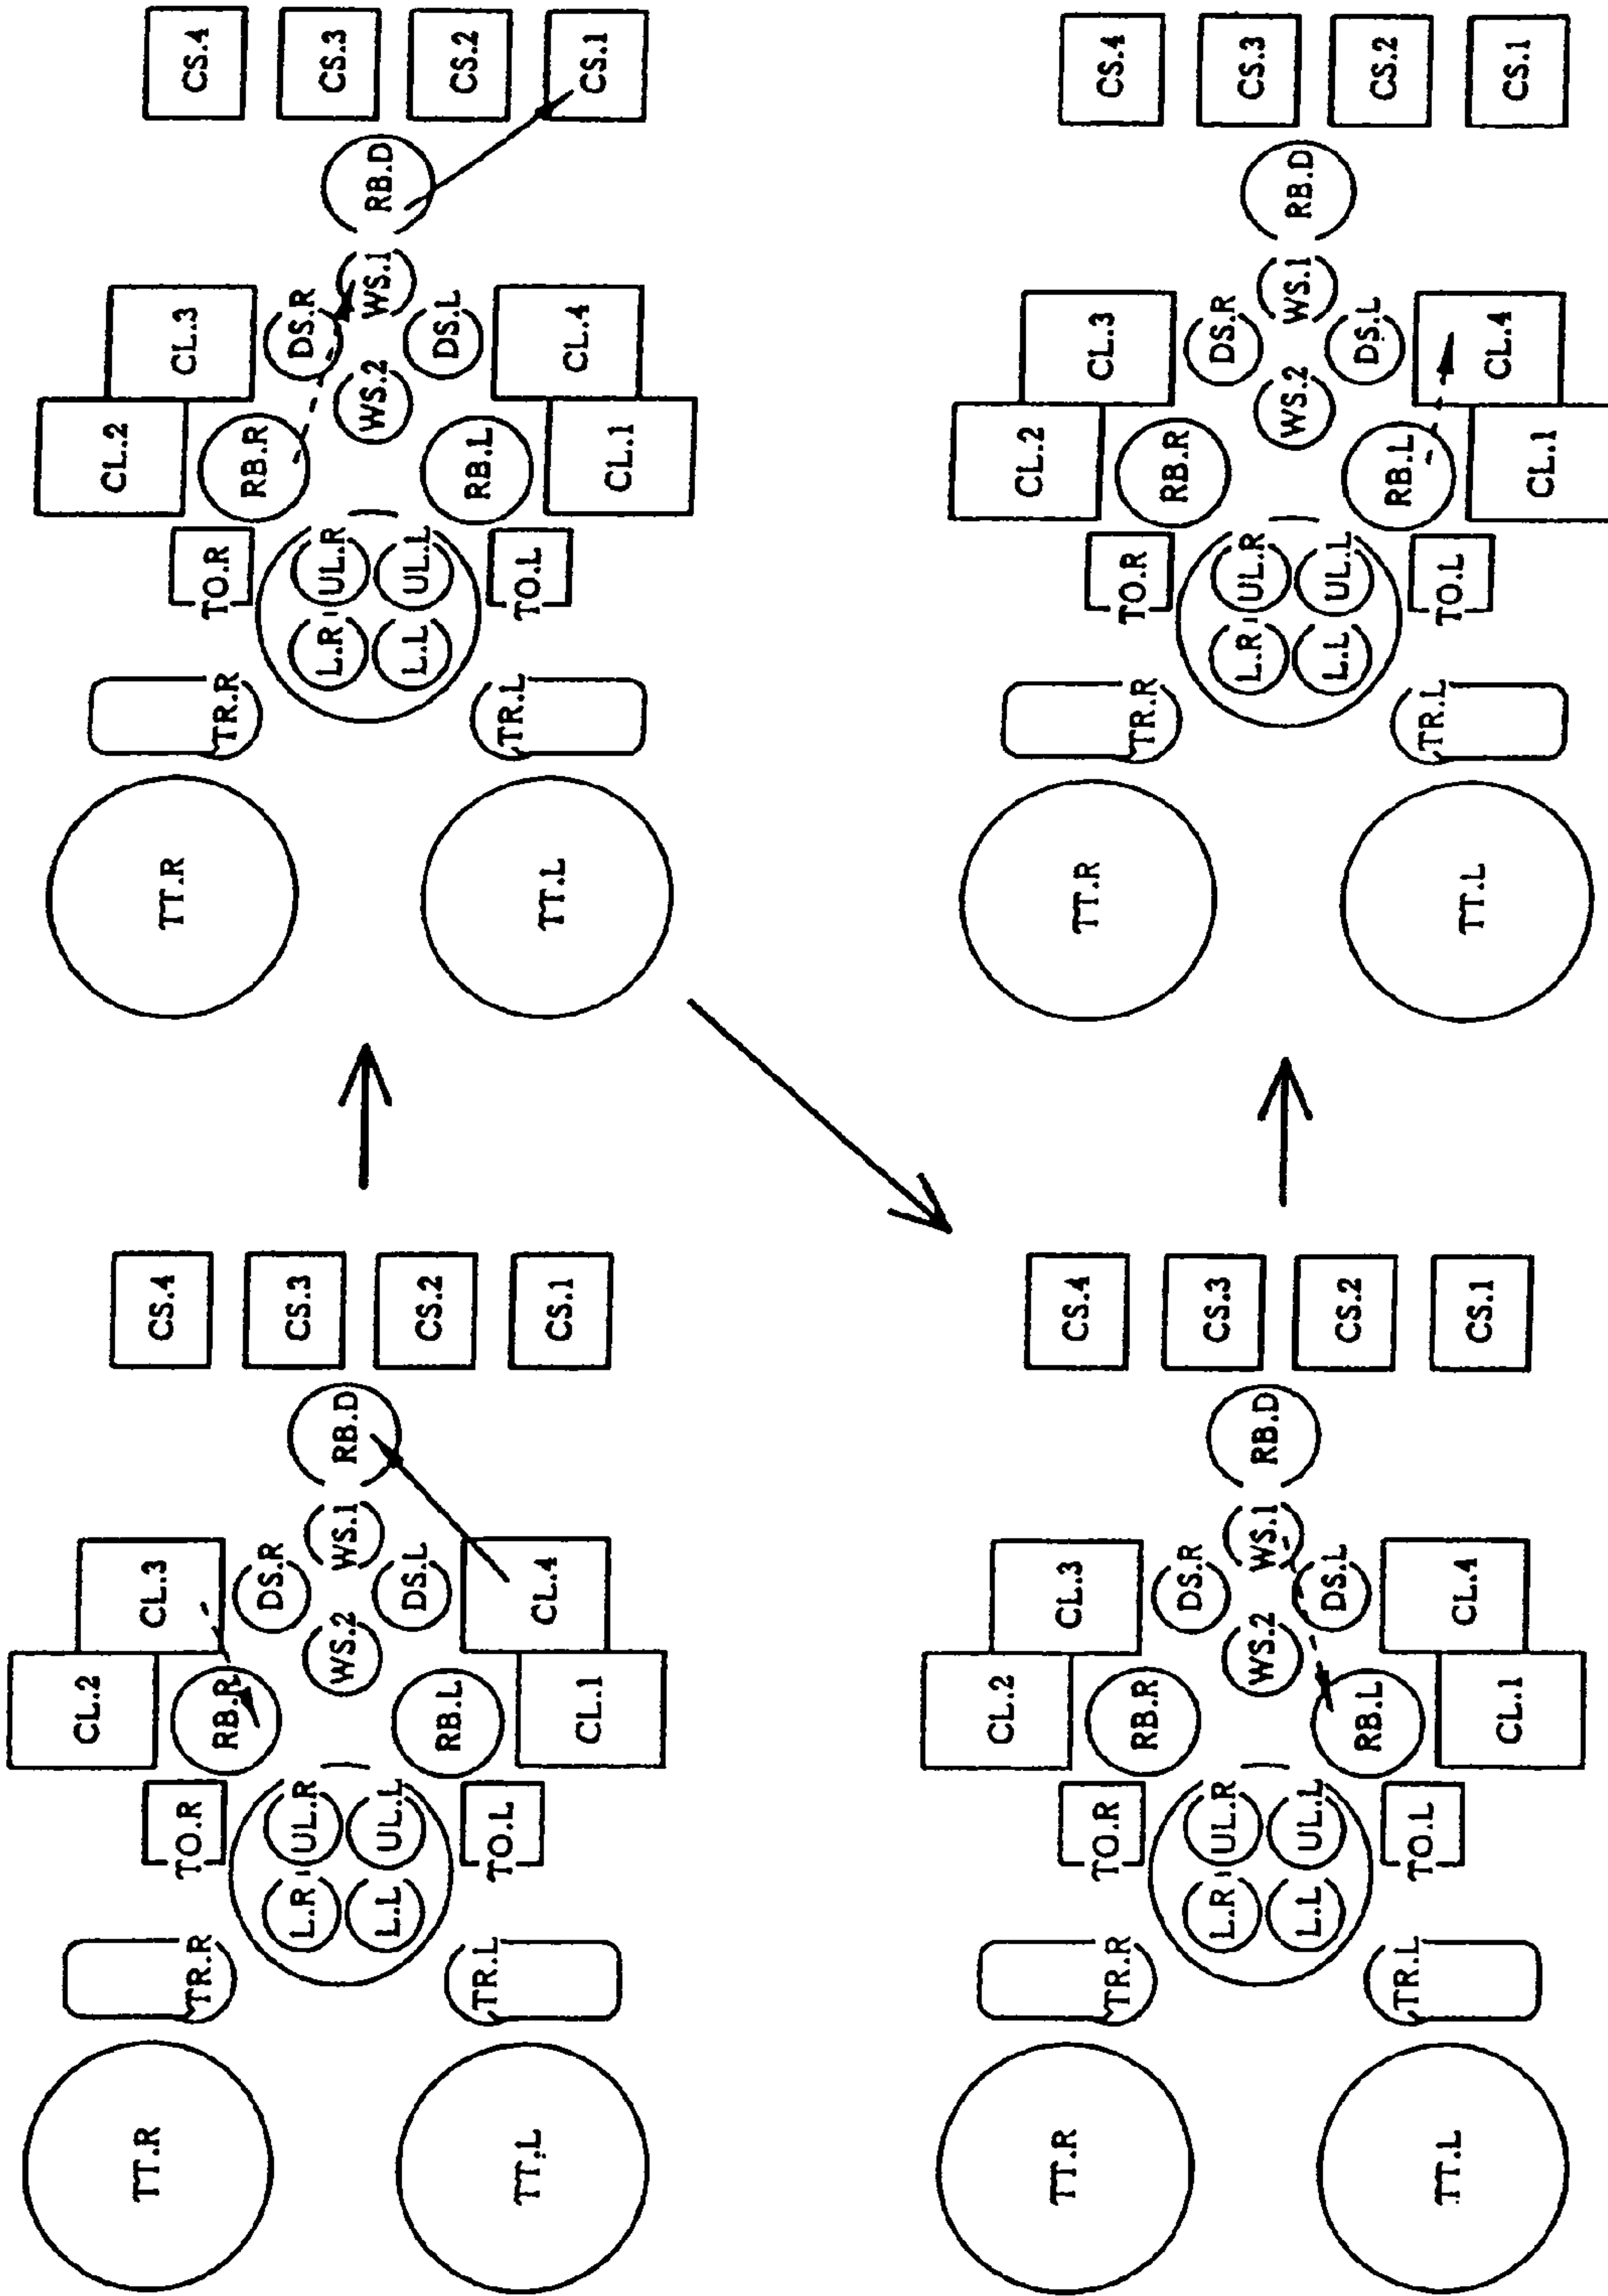 CL.2
CL.3
CS.4
TT.R
TR.R
TO.R
RB.R
DS.R
CS.3
L.R
UL.R
WS.2
WS.1
RB.D
L.L
UL.L
DS.L
CS.2
TT.L
TR.L
TO.L
RB.L
CL.4
CS.1
CL.1
CL.2
CL.3
CS.4
TT.R
TR.R
TO.R
RB.R
DS.R
CS.3
L.R
UL.R
WS.2
WS.1
RB.D
L.L
UL.L
DS.L
CS.2
TT.L
TR.L
TO.L
RB.L
CL.4
CS.1
CL.1
CL.2
CL.3
CS.4
TT.R
TR.R
TO.R
RB.R
DS.R
CS.3
L.R
UL.R
WS.2
WS.1
RB.D
L.L
UL.L
DS.L
CS.2
TT.L
TR.L
TO.L
RB.L
CL.4
CS.1
CL.1
CL.2
CL.3
CS.4
TT.R
TR.R
TO.R
RB.R
DS.R
CS.3
L.R
UL.R
WS.2
WS.1
RB.D
L.L
UL.L
DS.L
CS.2
TT.L
TR.L
TO.L
RB.L
CL.4
CS.1
CL.1